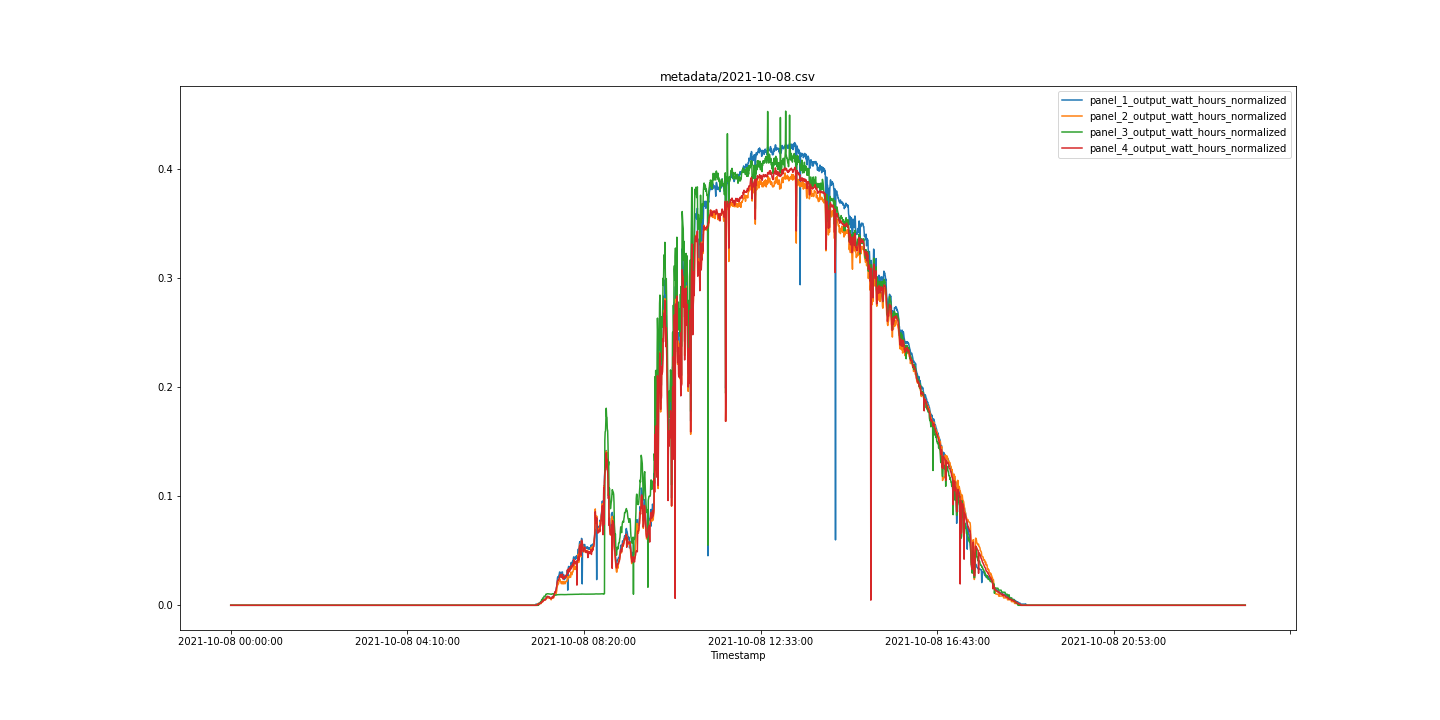 metadata/2021-10-08.csv
panel_1_output_watt_hours_normalized
panel_2_output_watt_hours_normalized
panel_3_output_watt_hours_normalized
panel_4_output_watt_hours_normalized
0.4
0.3
0.2
0.1
0.0
2021-10-08 00:00:00 2021-10-08 04:10:00 2021-10-08 08:20:00 2021-10-08 12:33:00 2021-10-08 16:43:00 2021-10-08 20:53:00
Timestamp